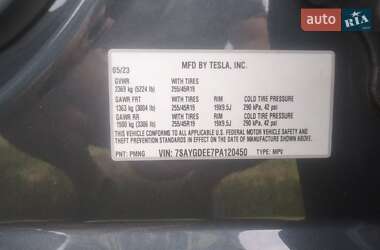 auto RIA
MFD BY TESLA, INC.
05/23
GVWR WITH TIRES
2369 kg (5224 lb) 255/45R19
GAWR FRT WITH TIRES RIM COLD TIRE PRESSURE
1363 kg (3004 lb) 255/45R19 19X9.5J 290 kPa, 42 psi
GAWR RR WITH TIRES RIM COLD TIRE PRESSURE
1500 kg (3306 lb) 255/45R19 19X9.5J 290 kPa, 42 psi
THIS VEHICLE CONFORMS TO ALL APPLICABLE U.S. FEDERAL MOTOR VEHICLE SAFETY AND
THEFT PREVENTION STANDARDS IN EFFECT ON THE DATE OF MANUFACTURE SHOWN ABOVE.
PNT: PMNG VIN: 7SAYGDEE7PA120450 TYPE: MPV